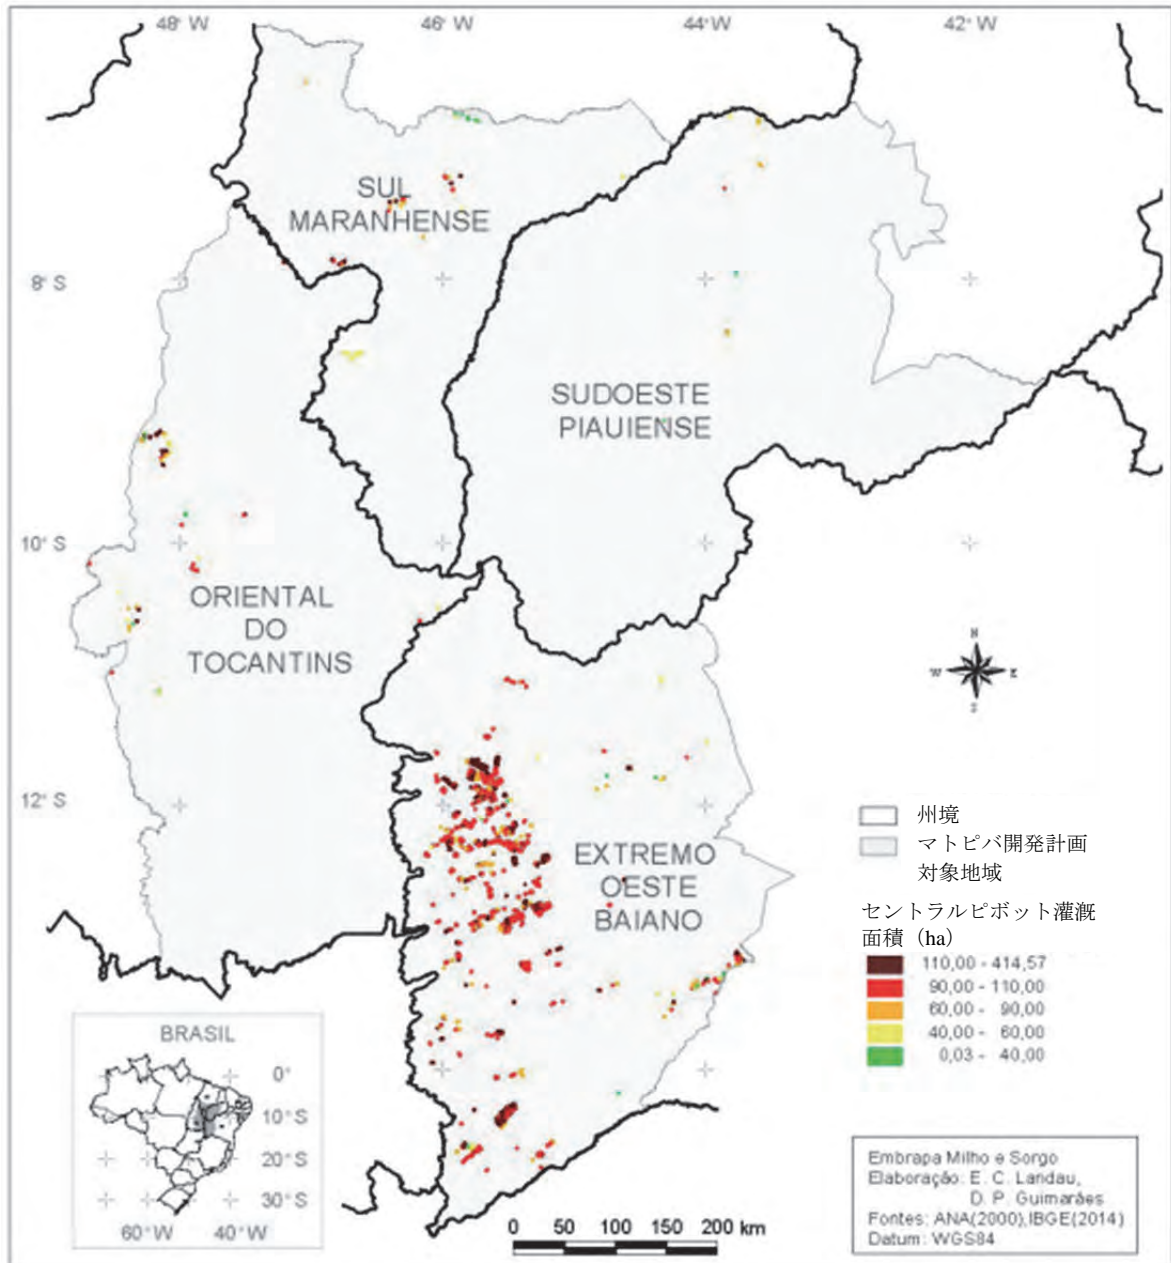 48° W
46° W
44° W
42° W
SUL
MARANHENSE
8° S
SUDOESTE
PIAUIENSE
10° S
ORIENTAL
DO
TOCANTINS
N
W
E
S
12° S
EXTREMO
OESTE
BAIANO
州境
マトピバ開発計画
対象地域
セントラルピボット灌漑
面積（ha）
110,00 - 414,57
90,00 - 110,00
60,00 - 90,00
40,00 - 60,00
0,03 - 40,00
BRASIL
0°
10°S
20°S
30°S
60°W
40°W
0 50 100 150 200 km
Embrapa Milho e Sorgo
Elaboração: E. C. Landau,
D. P. Guimarães
Fontes: ANA(2000),IBGE(2014)
Datum: WGS84